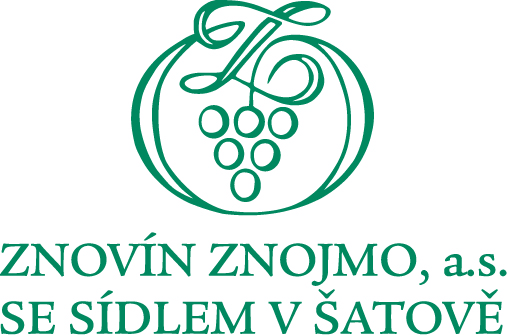 ZNOVÍN ZNOJMO, a.s.
SE SÍDLEM V ŠATOVĚ